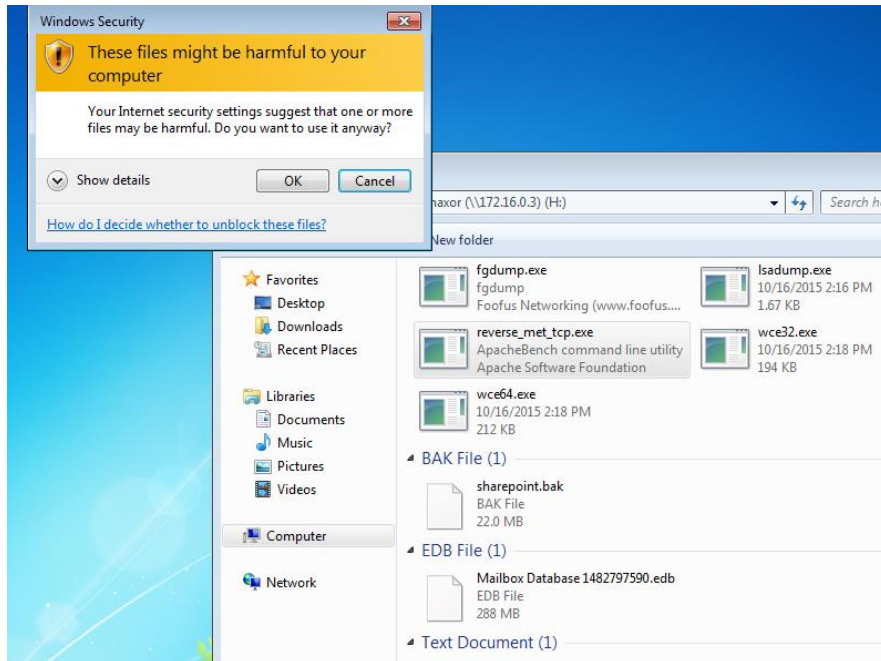 Windows Security
These files might be harmful to your
computer
Your Internet security settings suggest that one or more
files may be harmful. Do you want to use it anyway?
Show details
OK
Cancel
How do I decide whether to unblock these files?
(\\172.16.0.3) (H:)
Search
New folder
Favorites
Desktop
Downloads
Recent Places
Libraries
Documents
Music
Pictures
Videos
Computer
Network
fgdump.exe
fgdump
Foofus Networking (www.foofus....
lsadump.exe
10/16/2015 2:16 PM
1.67 KB
reverse_met_tcp.exe
ApacheBench command line utility
Apache Software Foundation
wce32.exe
10/16/2015 2:18 PM
194 KB
wce64.exe
10/16/2015 2:18 PM
212 KB
BAK File (1)
sharepoint.bak
BAK File
22.0 MB
EDB File (1)
Mailbox Database 1482797590.edb
EDB File
288 MB
Text Document (1)